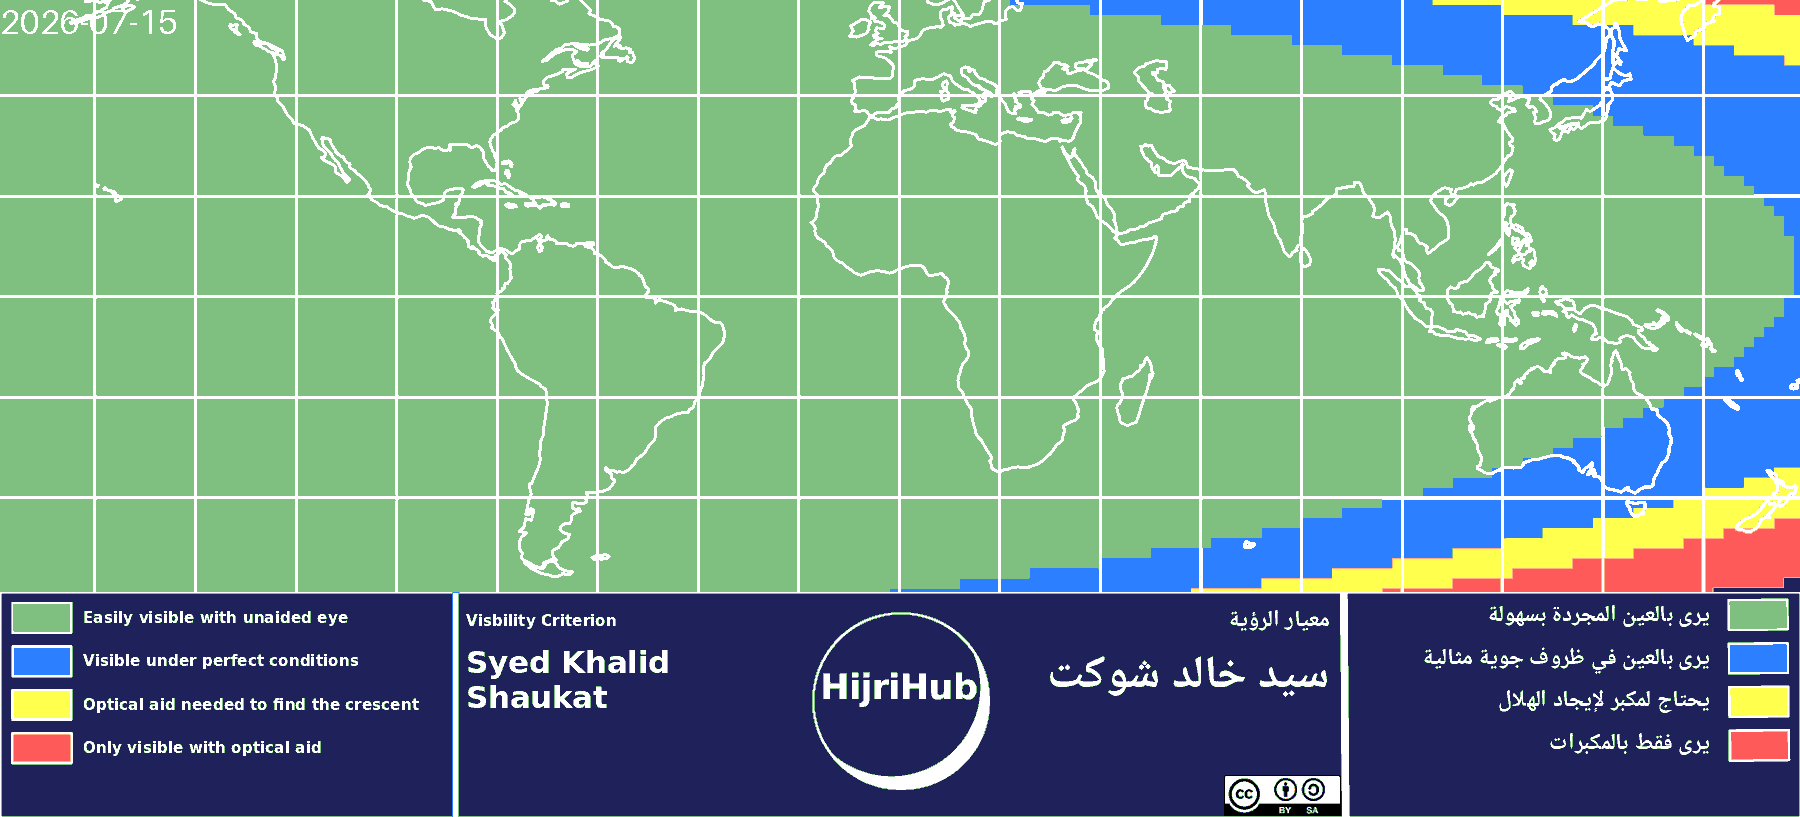 2026-07-15
Easily visible with unaided eye
Visible under perfect conditions
Optical aid needed to find the crescent
Only visible with optical aid
Visbility Criterion
Syed Khalid
Shaukat
HijriHub
معيار الرؤية
سيد خالد شوكت
cc
BY SA
يرى بالعين المجردة بسهولة
يرى بالعين في ظروف جوية مثالية
يحتاج لمكبر لإيجاد الهلال
يرى فقط بالمكبرات